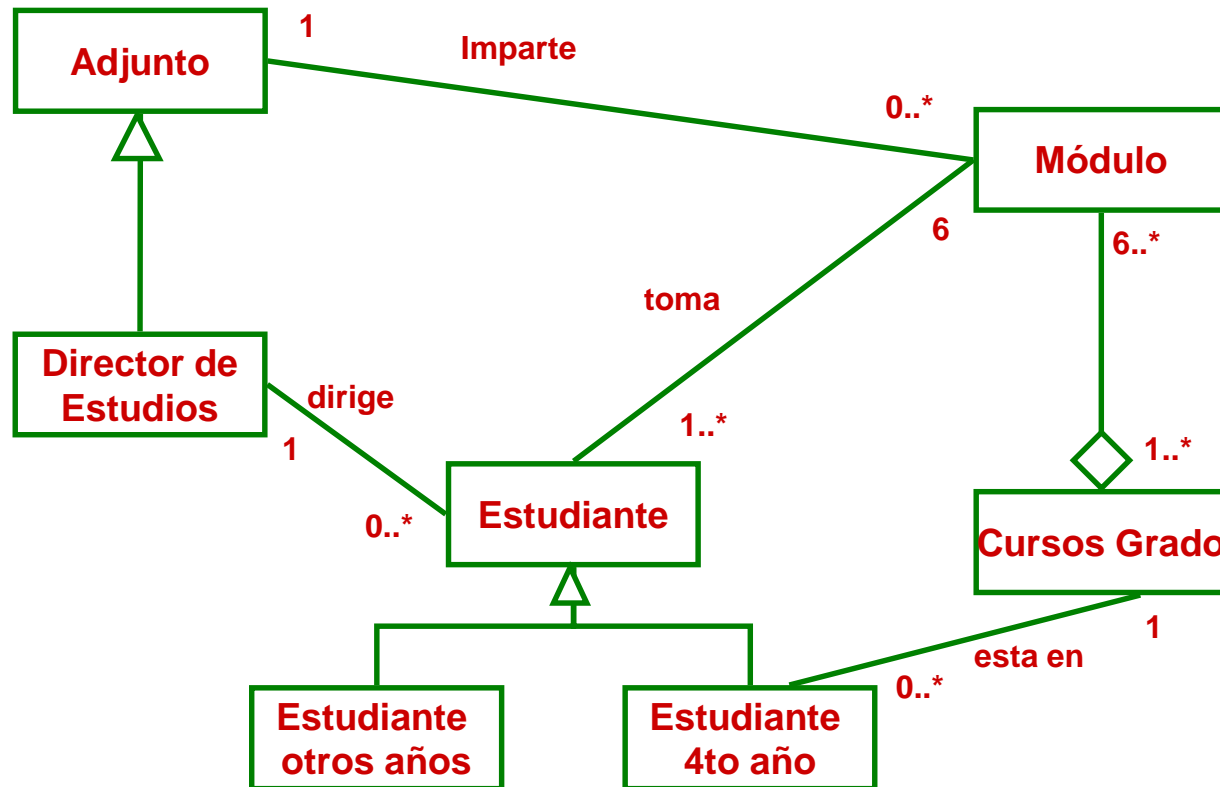 1
Imparte
Adjunto
0..*
Módulo
6
6..*
toma
Director de
Estudios
dirige
1
1..*
1..*
0..*
Estudiante
Cursos Grado
1
esta en
0..*
Estudiante
otros años
Estudiante
4to año